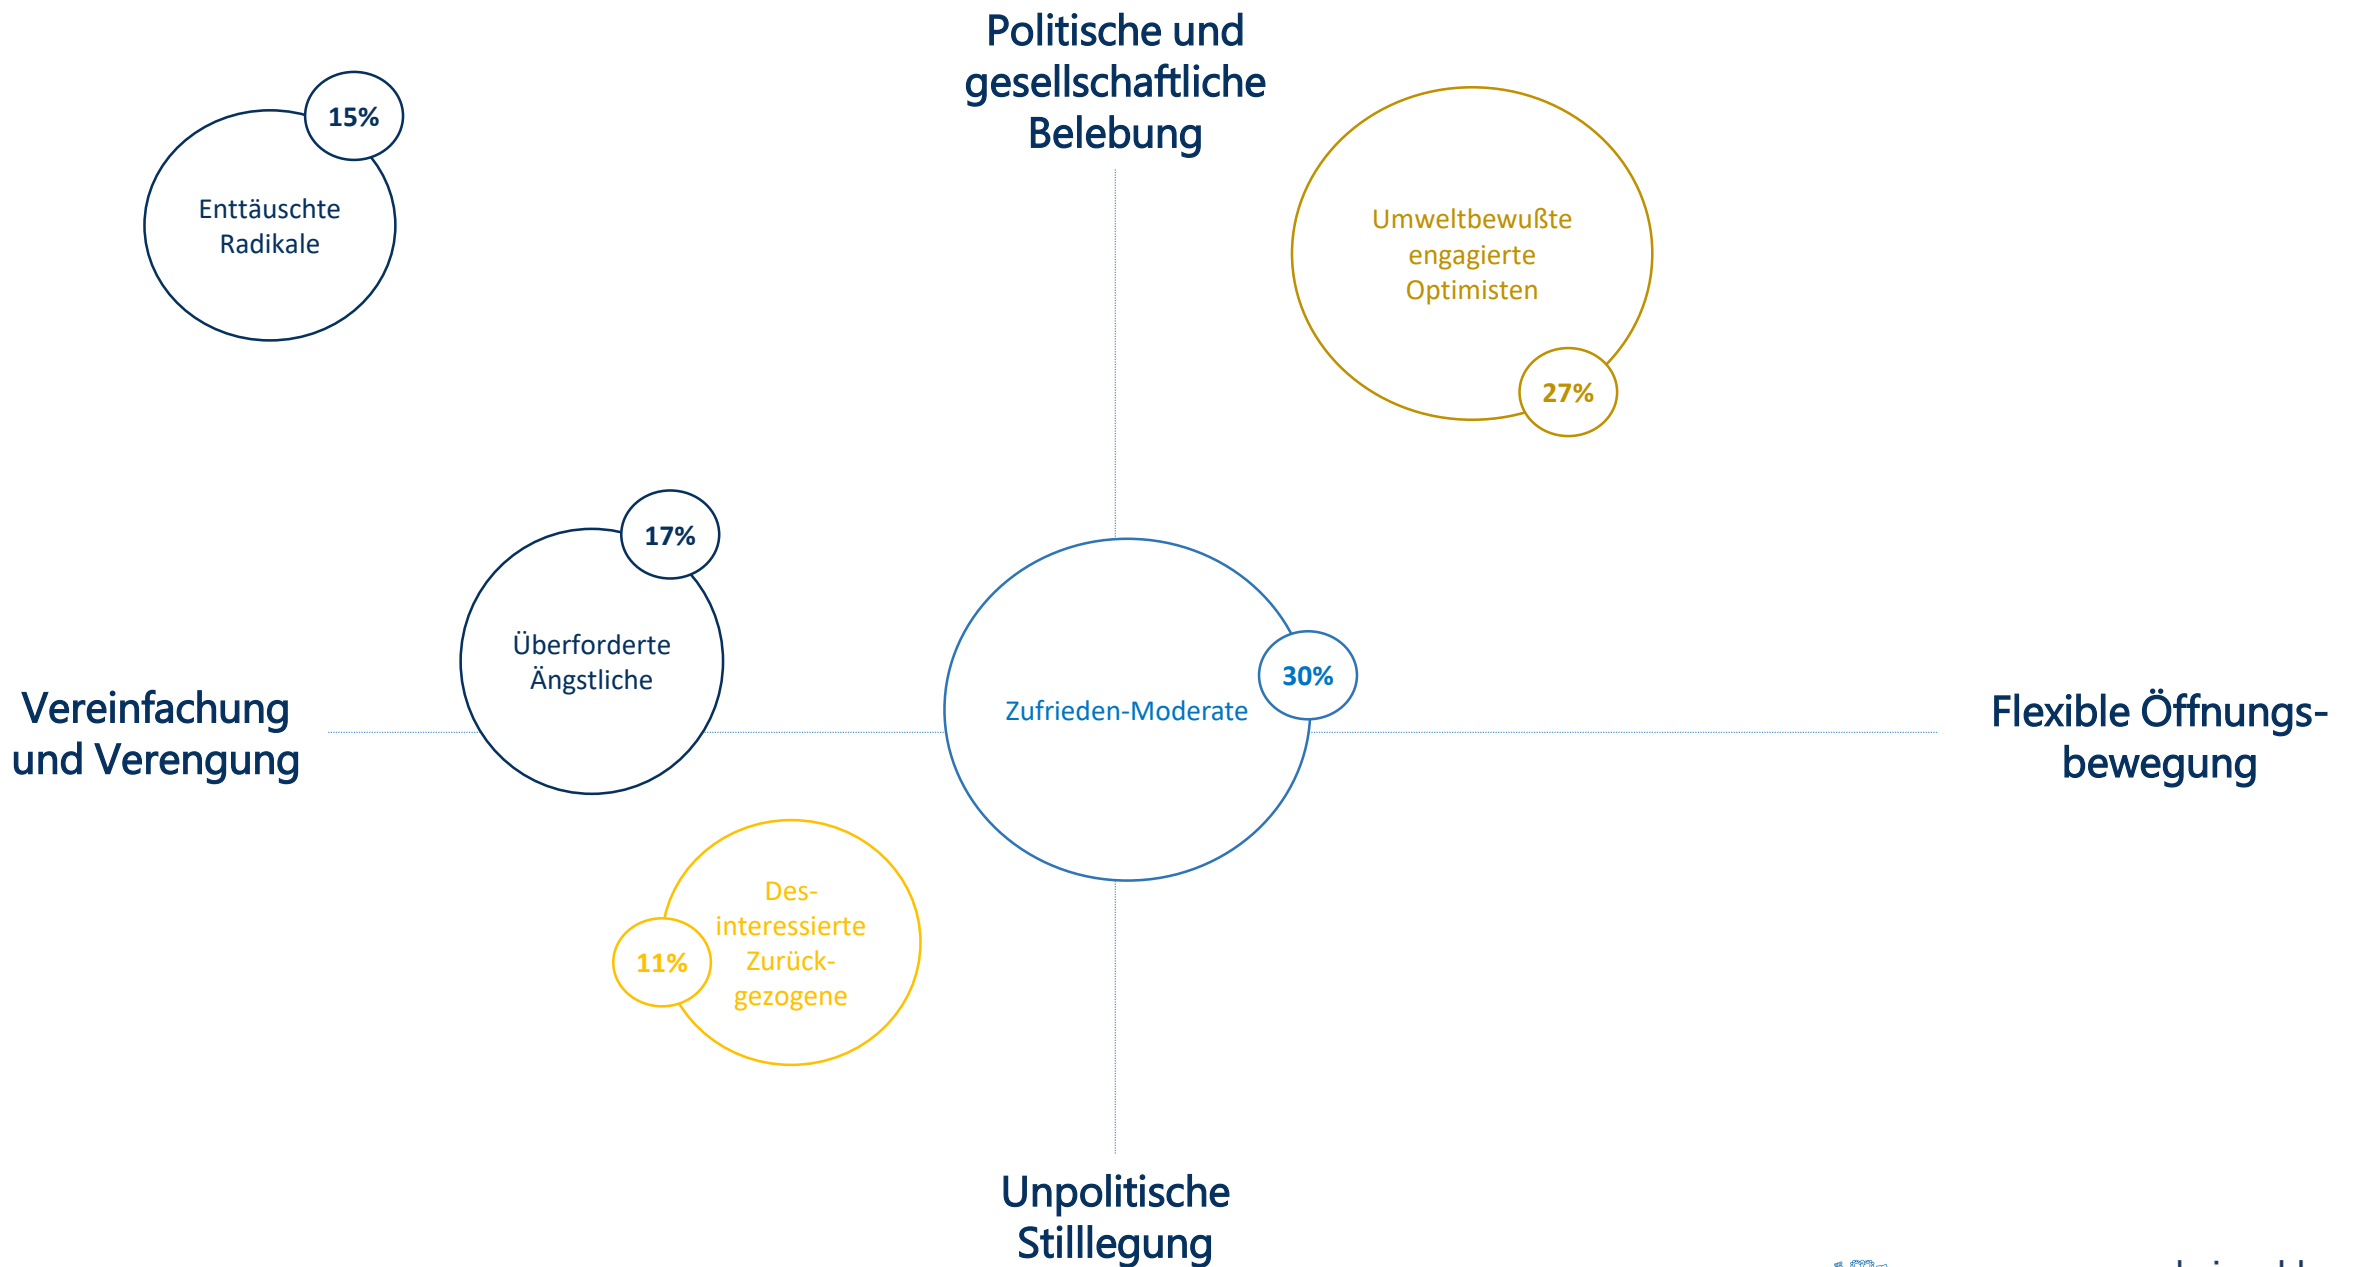 Politische und
gesellschaftliche
Belebung
15%
Enttäuschte
Radikale
Umweltbewußte
engagierte
Optimisten
27%
17%
Überforderte
Ängstliche
Zufrieden-Moderate
30%
Vereinfachung
und Verengung
Flexible Öffnungs-
bewegung
Des-
interessierte
Zurück-
gezogene
11%
Unpolitische
Stilllegung